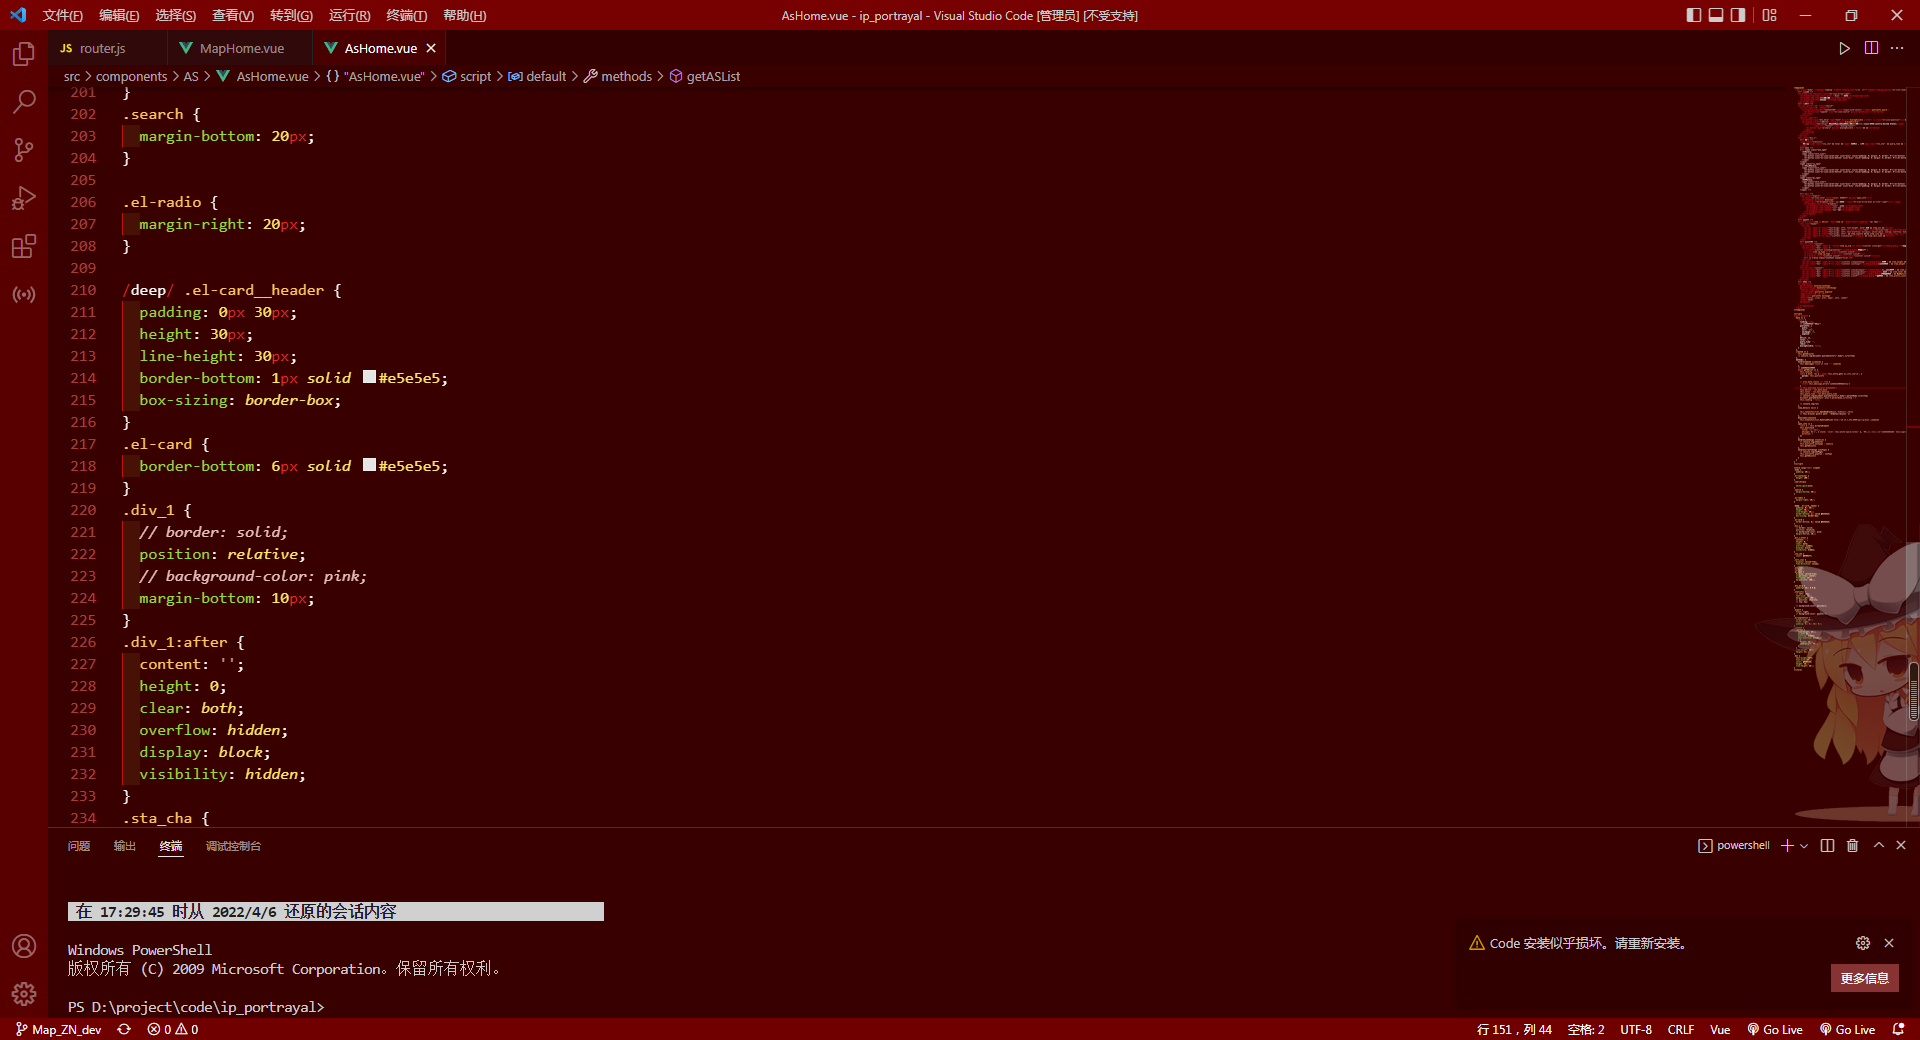 文件(F) 编辑(E) 选择(S) 查看(V) 转到(G) 运行(R) 终端(T) 帮助(H)
AsHome.vue - ip_portrayal - Visual Studio Code [管理员] [不受支持]
JS router.js
MapHome.vue
AsHome.vue
src > components > AS > AsHome.vue > {} "AsHome.vue" > script > default > methods > getASList
201 }
202 .search {
203 margin-bottom: 20px;
204 }
205
206 .el-radio {
207 margin-right: 20px;
208 }
209
210 /deep/ .el-card__header {
211 padding: 0px 30px;
212 height: 30px;
213 line-height: 30px;
214 border-bottom: 1px solid #e5e5e5;
215 box-sizing: border-box;
216 }
217 .el-card {
218 border-bottom: 6px solid #e5e5e5;
219 }
220 .div_1 {
221 // border: solid;
222 position: relative;
223 // background-color: pink;
224 margin-bottom: 10px;
225 }
226 .div_1:after {
227 content: '';
228 height: 0;
229 clear: both;
230 overflow: hidden;
231 display: block;
232 visibility: hidden;
233 }
234 .sta_cha {
问题 输出 终端 调试控制台
powershell
在 17:29:45 时从 2022/4/6 还原的会话内容
Windows PowerShell
版权所有 (C) 2009 Microsoft Corporation。保留所有权利。
PS D:\project\code\ip_portrayal>
Code 安装似乎损坏。请重新安装。
更多信息
Map_ZN_dev 0 0
行 151，列 44 空格: 2 UTF-8 CRLF Vue Go Live Go Live